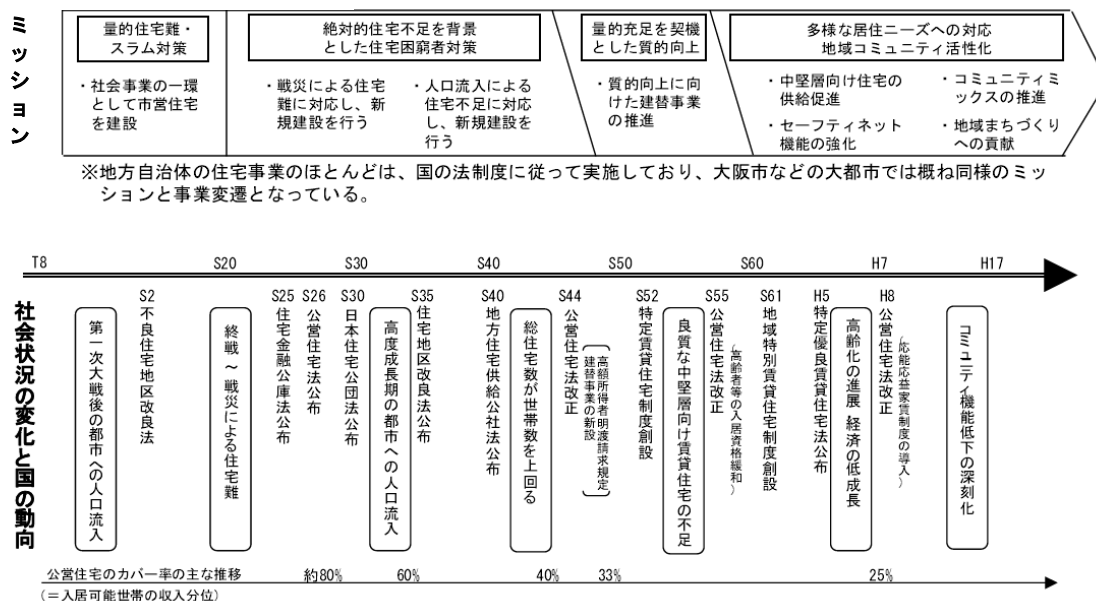 ミッション
量的住宅難・
スラム対策
・社会事業の一環
として市営住宅
を建設
絶対的住宅不足を背景
とした住宅困窮者対策
・戦災による住宅
難に対応し、新
規建設を行う
・人口流入による
住宅不足に対応
し、新規建設を
行う
量的充足を契機
とした質的向上
・質的向上に向
けた建替事業
の推進
多様な居住ニーズへの対応
地域コミュニティ活性化
・中堅層向け住宅の
供給促進
・セーフティネット
機能の強化
・コミュニティミ
ックスの推進
・地域まちづくり
への貢献
※地方自治体の住宅事業のほとんどは、国の法制度に従って実施しており、大阪市などの大都市では概ね同様のミッ
ションと事業変遷となっている。
T8
S20
S30
S40
S50
S60
H7
H17
社会状況の変化と国の動向
第一次大戦後の都市への人口流入
S2
不良住宅地区改良法
終戦～戦災による住宅難
S25
住宅金融公庫法公布
S26
公営住宅法公布
S30
日本住宅公団法公布
高度成長期の都市への人口流入
S35
住宅地区改良法公布
S40
地方住宅供給公社法公布
総住宅数が世帯数を上回る
S44
公営住宅法改正
高額所得者明渡請求規定
建替事業の新設
S52
特定賃貸住宅制度創設
良質な中堅層向け賃貸住宅の不足
S55
公営住宅法改正
(高齢者等の入居資格緩和)
S61
地域特別賃貸住宅制度創設
H5
特定優良賃貸住宅法公布
高齢化の進展 経済の低成長
H8
公営住宅法改正
(応能応益家賃制度の導入)
コミュニティ機能低下の深刻化
公営住宅のカバー率の主な推移
約80%
60%
40%
33%
25%
(=入居可能世帯の収入分位)